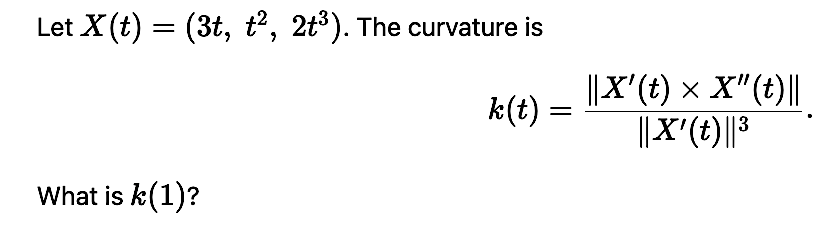 Let X(t) = (3t, t², 2t³). The curvature is
k(t) = ‖X′(t) × X″(t)‖ / ‖X′(t)‖³.
What is k(1)?